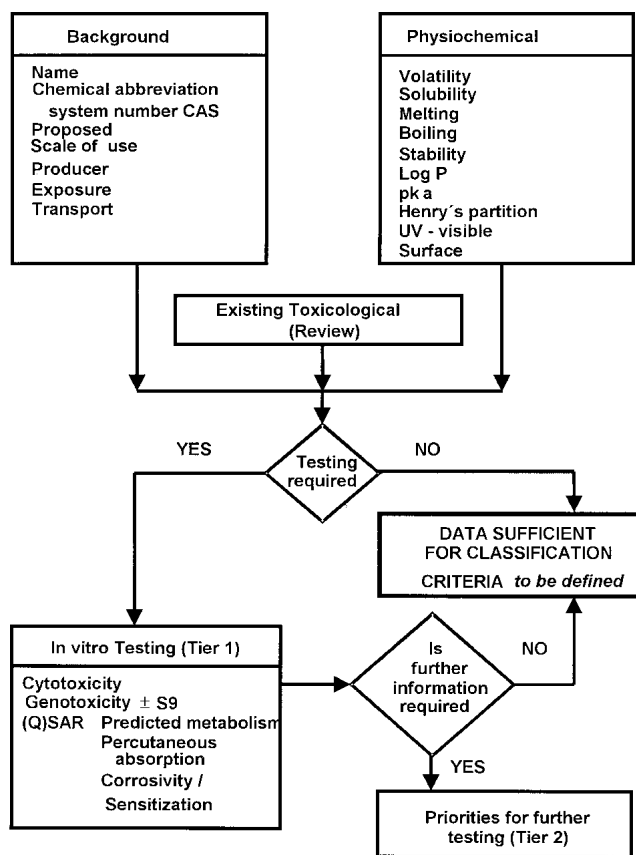 Background
Name
Chemical abbreviation
system number CAS
Proposed
Scale of use
Producer
Exposure
Transport
Physiochemical
Volatility
Solubility
Melting
Boiling
Stability
Log P
pk a
Henry´s partition
UV - visible
Surface
Existing Toxicological
(Review)
YES
Testing
required
NO
DATA SUFFICIENT
FOR CLASSIFICATION
CRITERIA to be defined
In vitro Testing (Tier 1)
Cytotoxicity
Genotoxicity ± S9
(Q)SAR Predicted metabolism
Percutaneous
absorption
Corrosivity /
Sensitization
Is
further
information
required
NO
YES
Priorities for further
testing (Tier 2)